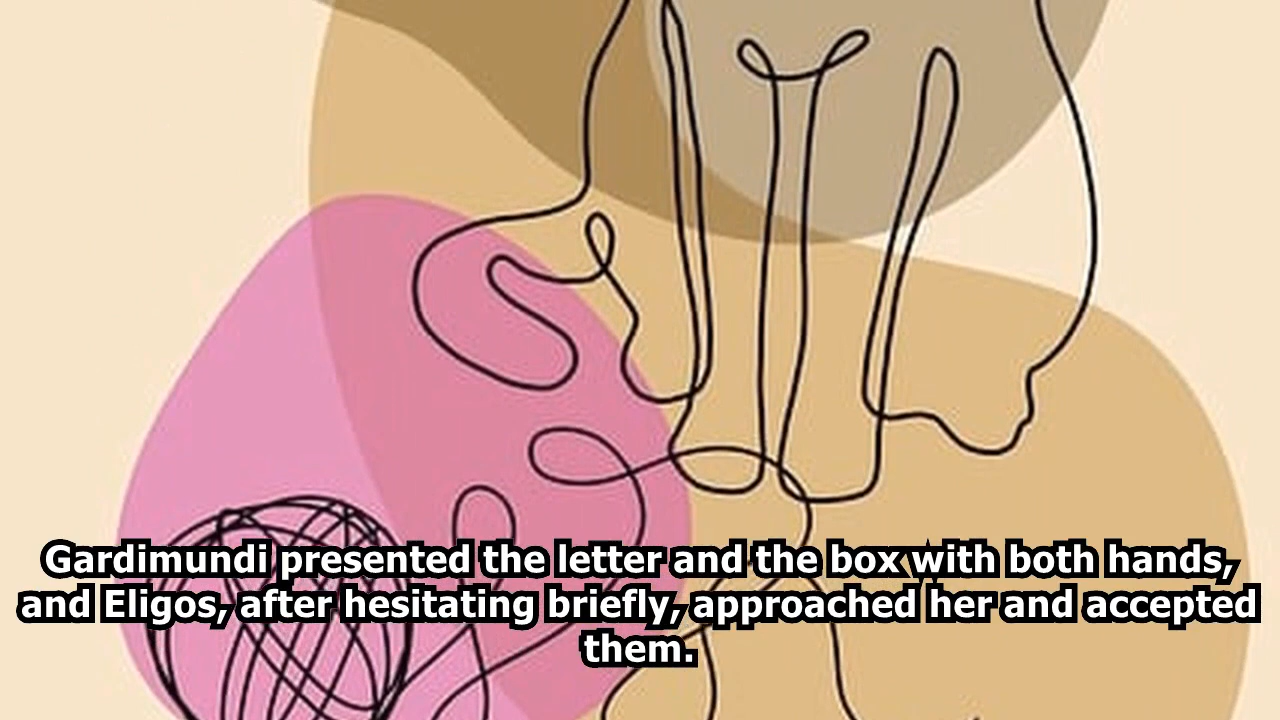 Gardimundi presented the letter and the box with both hands,
and Eligos, after hesitating briefly, approached her and accepted
them.